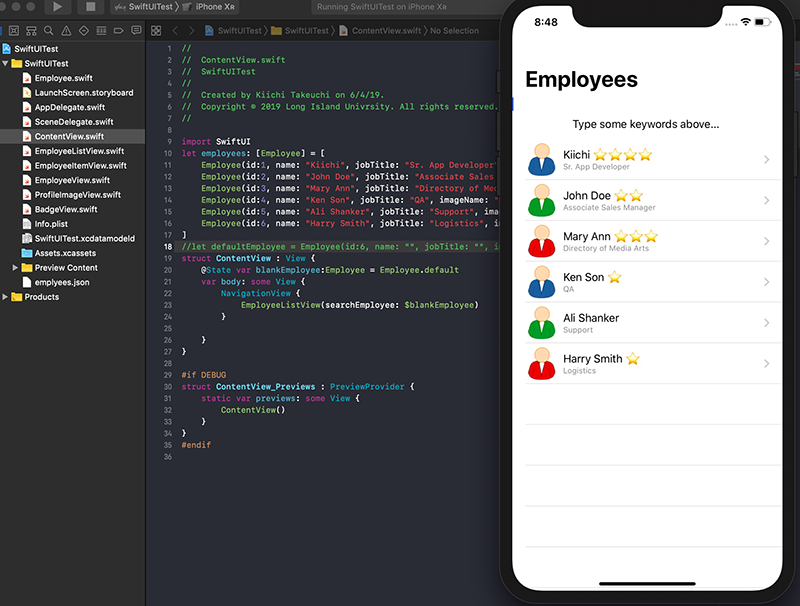 SwiftUITest
iPhone XR
Running SwiftUITest on iPhone XR
SwiftUITest
SwiftUITest
ContentView.swift
No Selection
SwiftUITest
SwiftUITest
Employee.swift
LaunchScreen.storyboard
AppDelegate.swift
SceneDelegate.swift
ContentView.swift
EmployeeListView.swift
EmployeeItemView.swift
EmployeeView.swift
ProfileImageView.swift
BadgeView.swift
Info.plist
SwiftUITest.xcdatamodeld
Assets.xcassets
Preview Content
emplyees.json
Products
1 //
2 // ContentView.swift
3 // SwiftUITest
4 //
5 // Created by Kiichi Takeuchi on 6/4/19.
6 // Copyright © 2019 Long Island Univrsity. All rights reserved.
7 //
8
9 import SwiftUI
10 let employees: [Employee] = [
11 Employee(id:1, name: "Kiichi", jobTitle: "Sr. App Developer"
12 Employee(id:2, name: "John Doe", jobTitle: "Associate Sales
13 Employee(id:3, name: "Mary Ann", jobTitle: "Director of Med
14 Employee(id:4, name: "Ken Son", jobTitle: "QA", imageName: "
15 Employee(id:5, name: "Ali Shanker", jobTitle: "Support", imag
16 Employee(id:6, name: "Harry Smith", jobTitle: "Logistics", im
17 ]
18 //let defaultEmployee = Employee(id:6, name: "", jobTitle: "", im
19 struct ContentView : View {
20 @State var blankEmployee:Employee = Employee.default
21 var body: some View {
22 NavigationView {
23 EmployeeListView(searchEmployee: $blankEmployee)
24 }
25
26 }
27 }
28
29 #if DEBUG
30 struct ContentView_Previews : PreviewProvider {
31 static var previews: some View {
32 ContentView()
33 }
34 }
35 #endif
36
8:48
Employees
Type some keywords above...
Kiichi ⭐⭐⭐⭐
Sr. App Developer
John Doe ⭐⭐
Associate Sales Manager
Mary Ann ⭐⭐⭐
Director of Media Arts
Ken Son ⭐
QA
Ali Shanker
Support
Harry Smith ⭐
Logistics